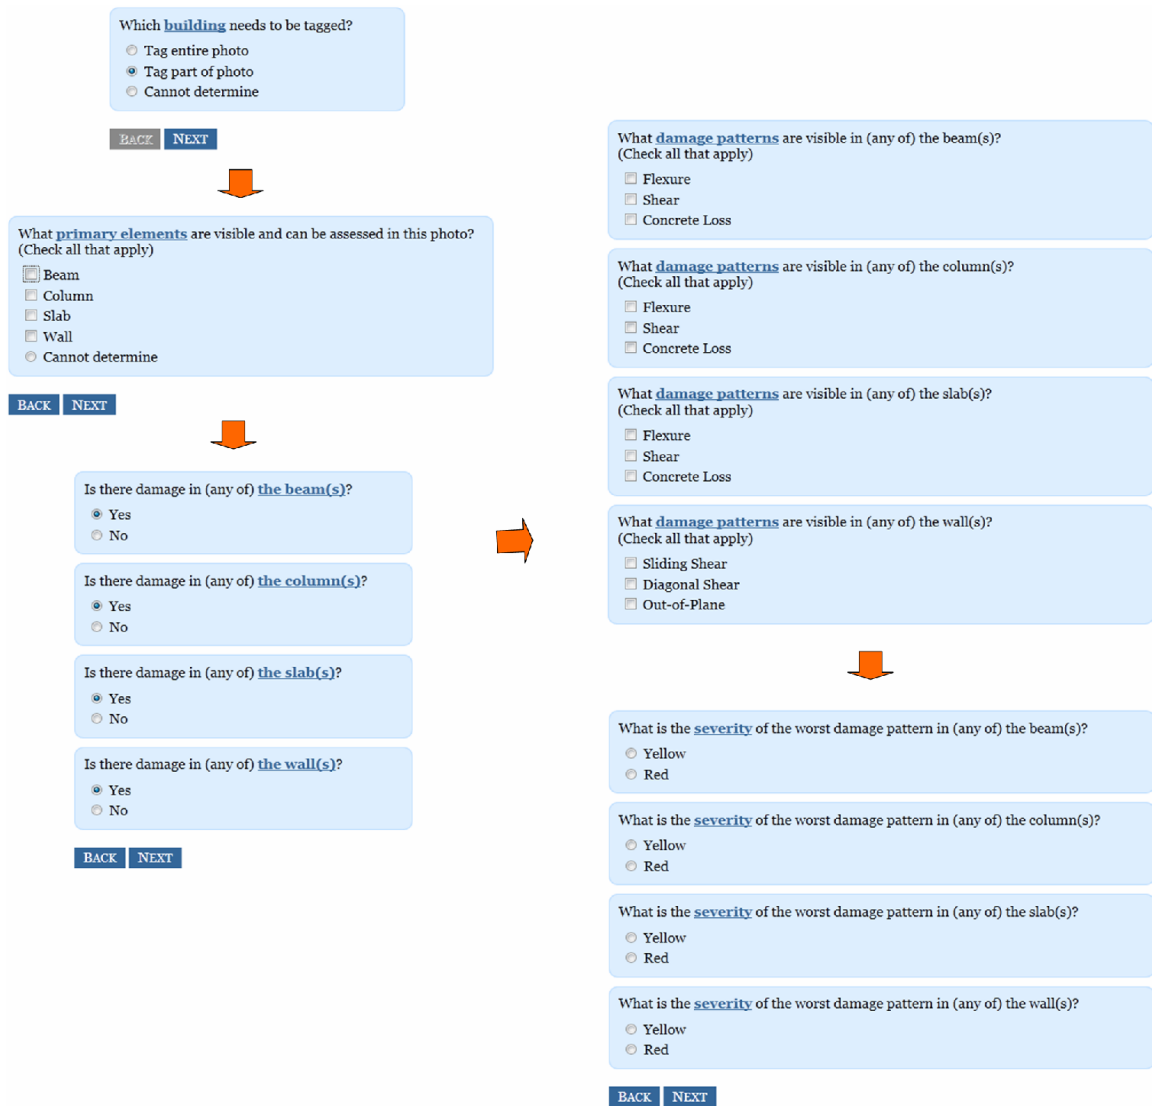 Which building needs to be tagged?
Tag entire photo
Tag part of photo
Cannot determine
BACK NEXT
What primary elements are visible and can be assessed in this photo?
(Check all that apply)
Beam
Column
Slab
Wall
Cannot determine
BACK NEXT
Is there damage in (any of) the beam(s)?
Yes
No
Is there damage in (any of) the column(s)?
Yes
No
Is there damage in (any of) the slab(s)?
Yes
No
Is there damage in (any of) the wall(s)?
Yes
No
BACK NEXT
What damage patterns are visible in (any of) the beam(s)?
(Check all that apply)
Flexure
Shear
Concrete Loss
What damage patterns are visible in (any of) the column(s)?
(Check all that apply)
Flexure
Shear
Concrete Loss
What damage patterns are visible in (any of) the slab(s)?
(Check all that apply)
Flexure
Shear
Concrete Loss
What damage patterns are visible in (any of) the wall(s)?
(Check all that apply)
Sliding Shear
Diagonal Shear
Out-of-Plane
What is the severity of the worst damage pattern in (any of) the beam(s)?
Yellow
Red
What is the severity of the worst damage pattern in (any of) the column(s)?
Yellow
Red
What is the severity of the worst damage pattern in (any of) the slab(s)?
Yellow
Red
What is the severity of the worst damage pattern in (any of) the wall(s)?
Yellow
Red
BACK NEXT